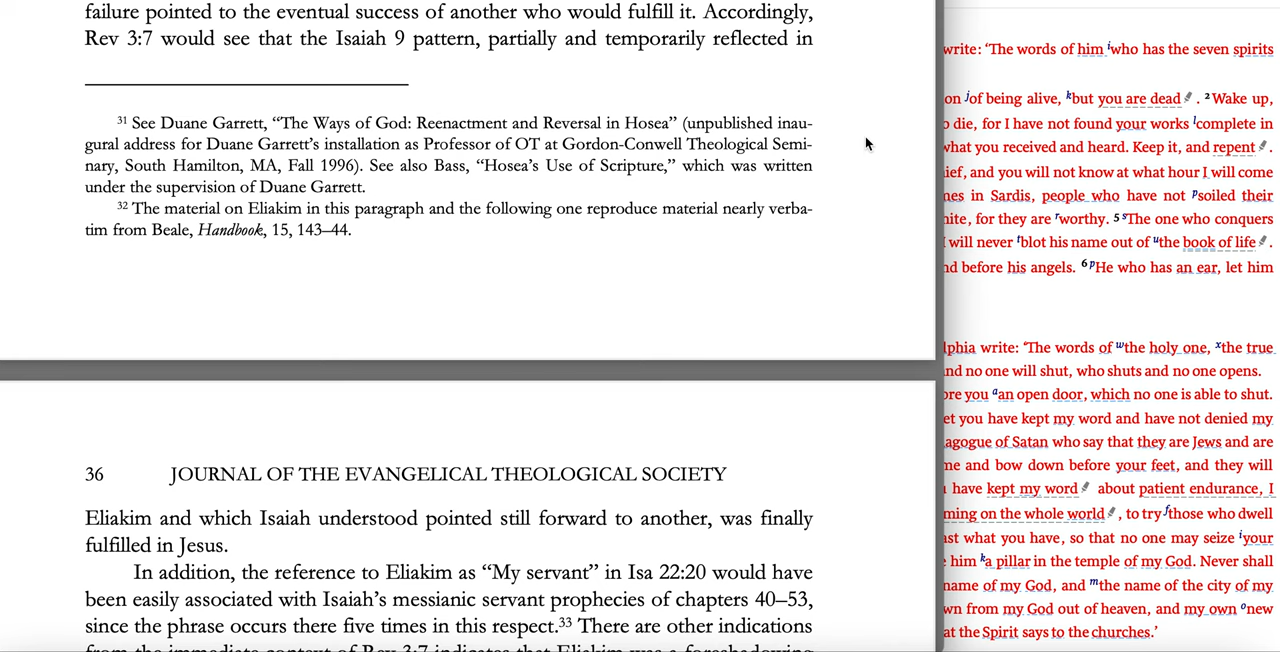 failure pointed to the eventual success of another who would fulfill it. Accordingly,
Rev 3:7 would see that the Isaiah 9 pattern, partially and temporarily reflected in
31 See Duane Garrett, “The Ways of God: Reenactment and Reversal in Hosea” (unpublished inau-
gural address for Duane Garrett’s installation as Professor of OT at Gordon-Conwell Theological Semi-
nary, South Hamilton, MA, Fall 1996). See also Bass, “Hosea’s Use of Scripture,” which was written
under the supervision of Duane Garrett.
32 The material on Eliakim in this paragraph and the following one reproduce material nearly verba-
tim from Beale, Handbook, 15, 143–44.
36 JOURNAL OF THE EVANGELICAL THEOLOGICAL SOCIETY
Eliakim and which Isaiah understood pointed still forward to another, was finally
fulfilled in Jesus.
In addition, the reference to Eliakim as “My servant” in Isa 22:20 would have
been easily associated with Isaiah’s messianic servant prophecies of chapters 40–53,
since the phrase occurs there five times in this respect.33 There are other indications
from the immediate context of Rev 3:7 indicates that Eliakim was a foreshadowing
write: ‘The words of him i who has the seven spirits
on j of being alive, k but you are dead. 2 Wake up,
o die, for I have not found your works l complete in
what you received and heard. Keep it, and repent.
ief, and you will not know at what hour I will come
nes in Sardis, people who have not p soiled their
hite, for they are r worthy. 5 s The one who conquers
I will never t blot his name out of u the book of life.
nd before his angels. 6 p He who has an ear, let him
lphia write: ‘The words of w the holy one, x the true
nd no one will shut, who shuts and no one opens.
ore you a an open door, which no one is able to shut.
et you have kept my word and have not denied my
agogue of Satan who say that they are Jews and are
me and bow down before your feet, and they will
have kept my word about patient endurance, I
ming on the whole world, to try f those who dwell
ast what you have, so that no one may seize i your
him k a pillar in the temple of my God. Never shall
name of my God, and m the name of the city of my
wn from my God out of heaven, and my own o new
at the Spirit says to the churches.’